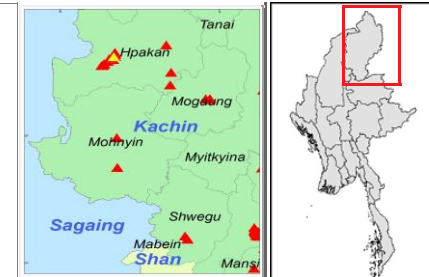 Tanai
Hpakan
Mogaung
Kachin
Mohnyin
Myitkyina
Shwegu
Sagaing
Mabein
Shan
Mansi